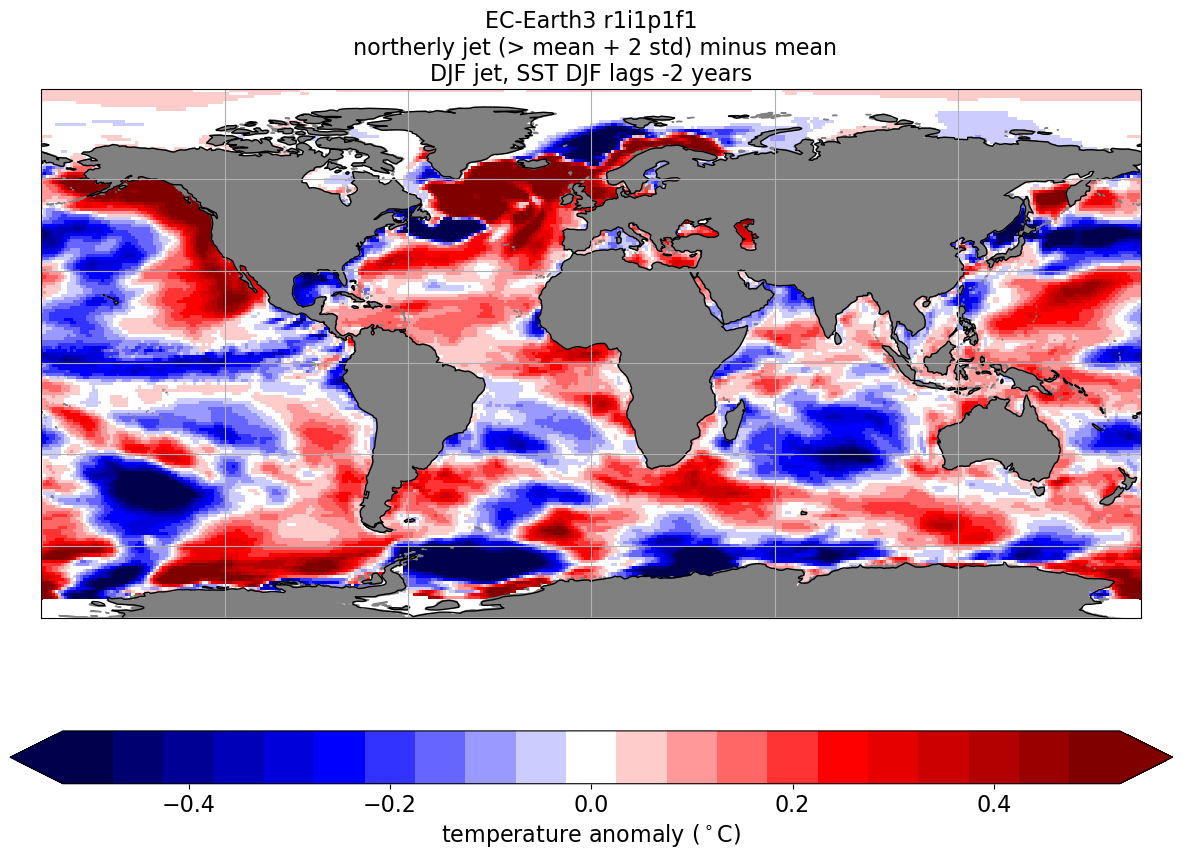 EC-Earth3 r1i1p1f1
northerly jet (> mean + 2 std) minus mean
DJF jet, SST DJF lags -2 years
−0.4 −0.2 0.0 0.2 0.4
temperature anomaly (°C)